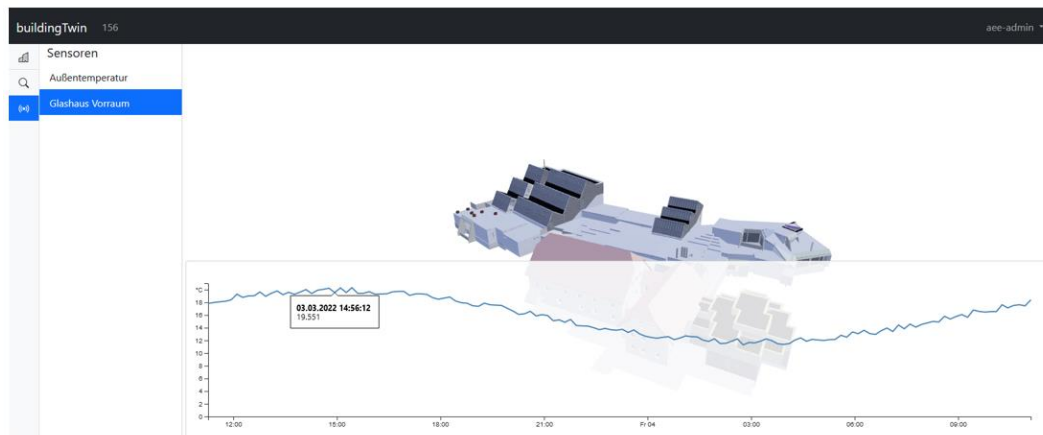 buildingTwin 156 aee-admin
Sensoren
Außentemperatur
Glashaus Vorraum
°C
18
16
14
12
10
8
6
4
2
0
03.03.2022 14:56:12
19.551
12:00 15:00 18:00 21:00 Fr 04 03:00 06:00 09:00